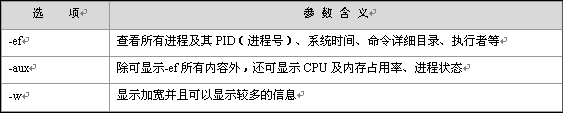 选 项 参 数 含 义
-ef 查看所有进程及其 PID（进程号）、系统时间、命令详细目录、执行者等
-aux 除可显示-ef 所有内容外，还可显示 CPU 及内存占用率、进程状态
-w 显示加宽并且可以显示较多的信息